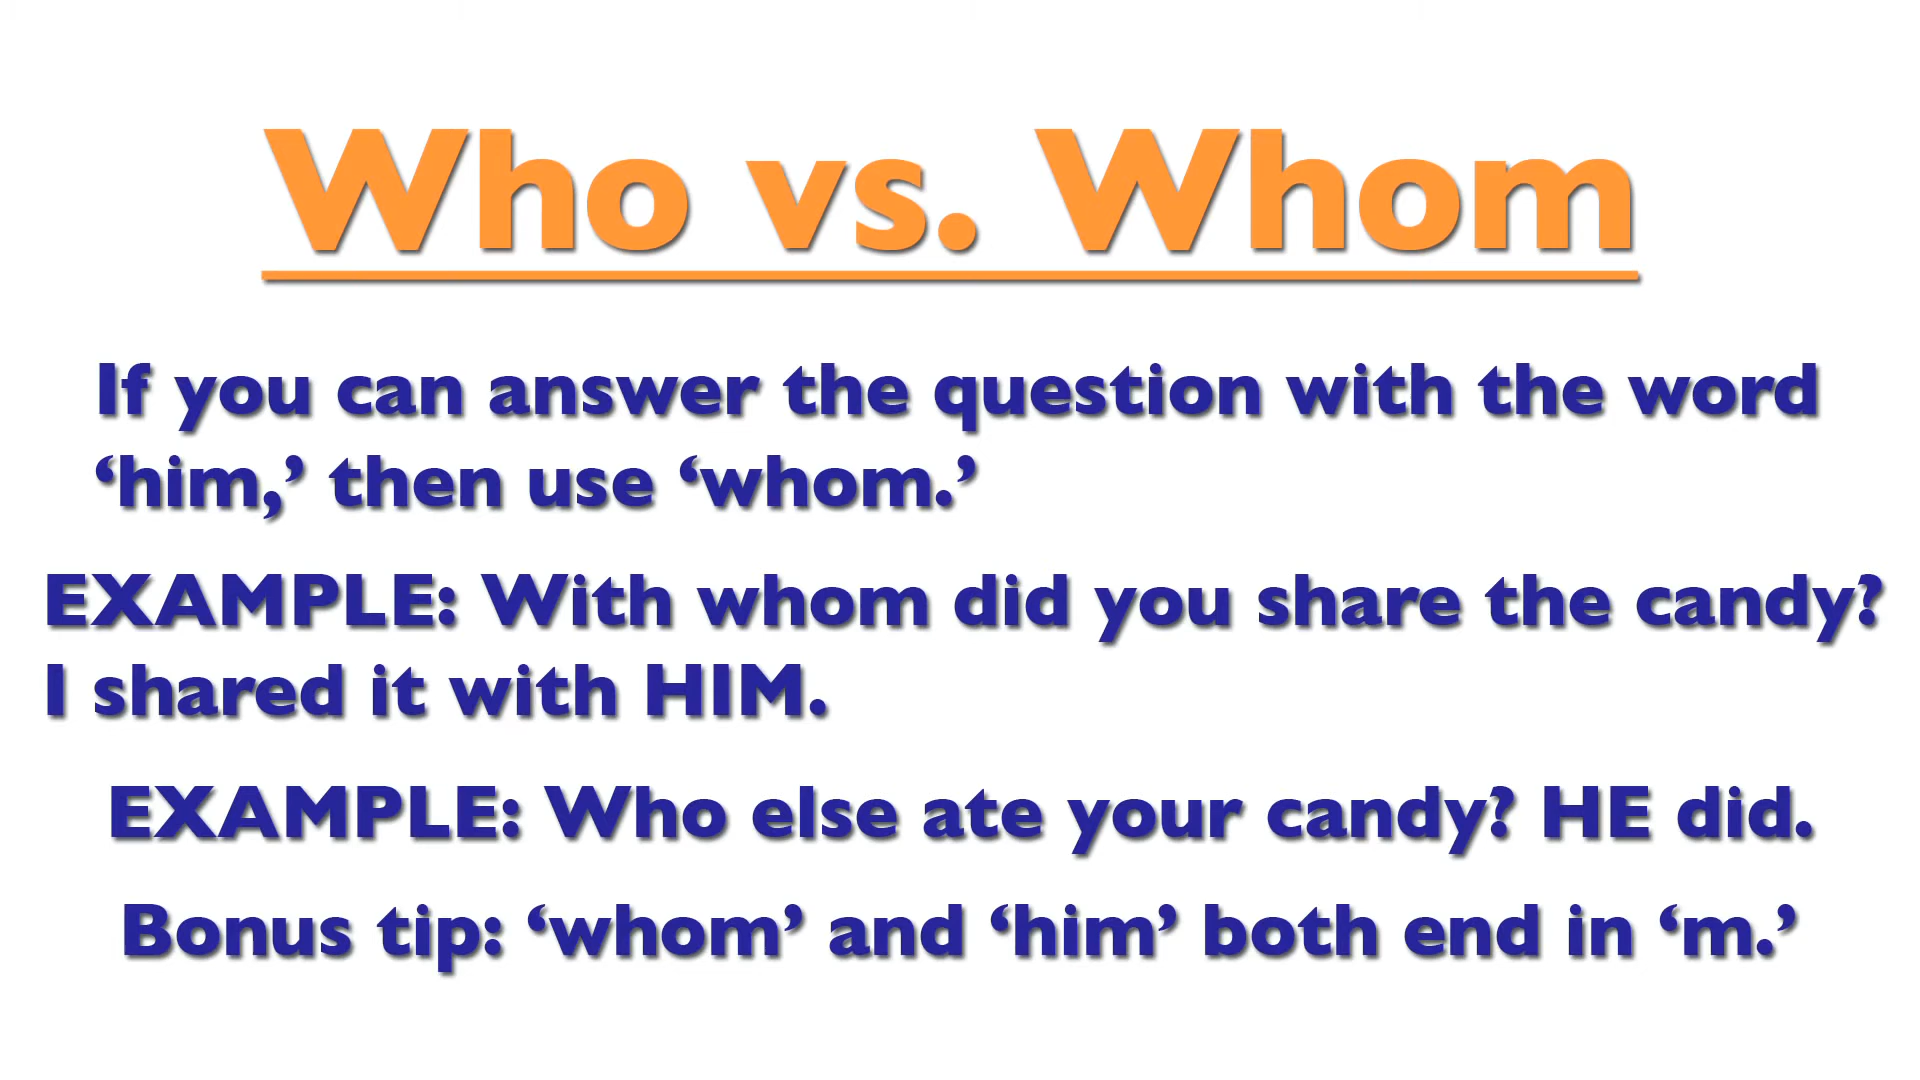 Who vs. Whom
If you can answer the question with the word
‘him,’ then use ‘whom.’
EXAMPLE: With whom did you share the candy?
I shared it with HIM.
EXAMPLE: Who else ate your candy? HE did.
Bonus tip: ‘whom’ and ‘him’ both end in ‘m.’